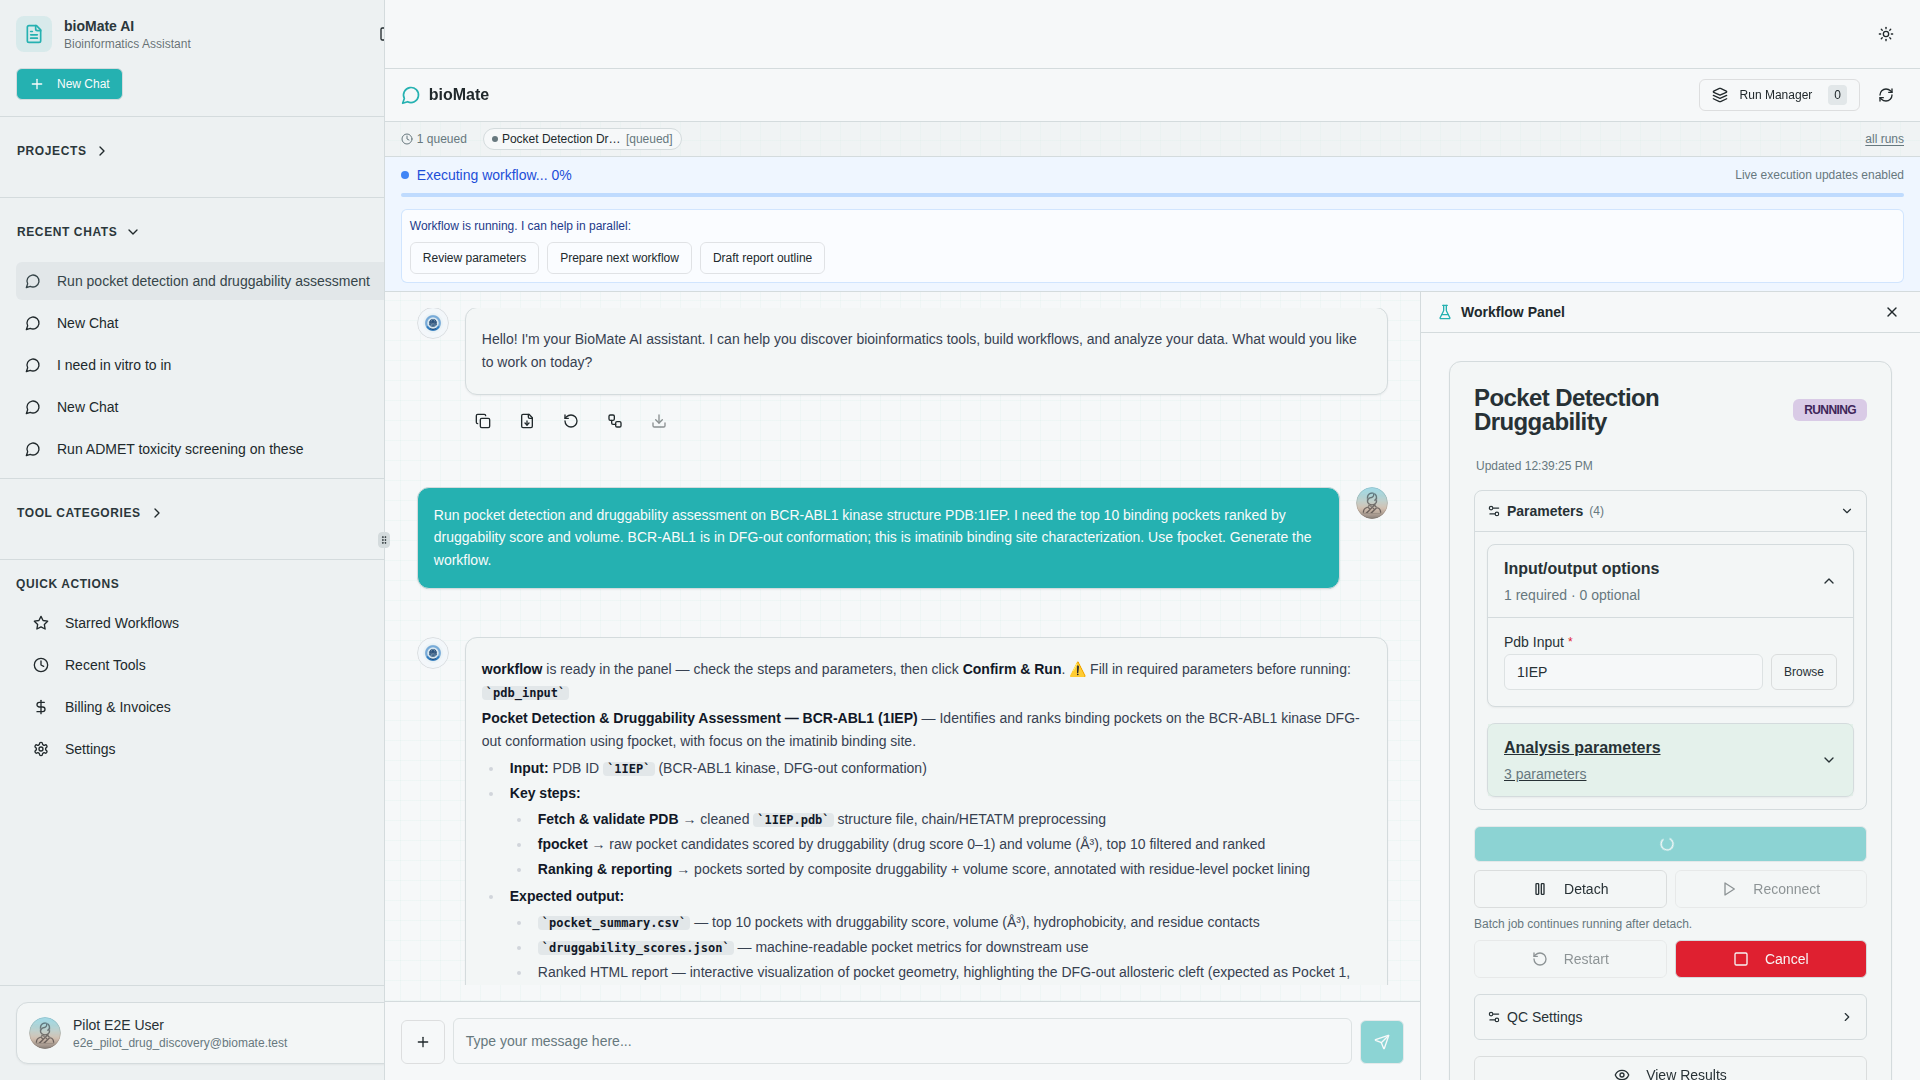 bioMate AI
Bioinformatics Assistant
New Chat
PROJECTS
RECENT CHATS
Run pocket detection and druggability assessment
New Chat
I need in vitro to in
New Chat
Run ADMET toxicity screening on these
TOOL CATEGORIES
QUICK ACTIONS
Starred Workflows
Recent Tools
Billing & Invoices
Settings
Pilot E2E User
e2e_pilot_drug_discovery@biomate.test
bioMate
Run Manager 0
1 queued
Pocket Detection Dr… [queued]
all runs
Executing workflow... 0%
Live execution updates enabled
Workflow is running. I can help in parallel:
Review parameters
Prepare next workflow
Draft report outline
Hello! I'm your BioMate AI assistant. I can help you discover bioinformatics tools, build workflows, and analyze your data. What would you like
to work on today?
Run pocket detection and druggability assessment on BCR-ABL1 kinase structure PDB:1IEP. I need the top 10 binding pockets ranked by
druggability score and volume. BCR-ABL1 is in DFG-out conformation; this is imatinib binding site characterization. Use fpocket. Generate the
workflow.
workflow is ready in the panel — check the steps and parameters, then click Confirm & Run. ⚠️ Fill in required parameters before running:
`pdb_input`
Pocket Detection & Druggability Assessment — BCR-ABL1 (1IEP) — Identifies and ranks binding pockets on the BCR-ABL1 kinase DFG-
out conformation using fpocket, with focus on the imatinib binding site.
Input: PDB ID `1IEP` (BCR-ABL1 kinase, DFG-out conformation)
Key steps:
Fetch & validate PDB → cleaned `1IEP.pdb` structure file, chain/HETATM preprocessing
fpocket → raw pocket candidates scored by druggability (drug score 0–1) and volume (Å³), top 10 filtered and ranked
Ranking & reporting → pockets sorted by composite druggability + volume score, annotated with residue-level pocket lining
Expected output:
`pocket_summary.csv` — top 10 pockets with druggability score, volume (Å³), hydrophobicity, and residue contacts
`druggability_scores.json` — machine-readable pocket metrics for downstream use
Ranked HTML report — interactive visualization of pocket geometry, highlighting the DFG-out allosteric cleft (expected as Pocket 1,
Type your message here...
Workflow Panel
Pocket Detection
Druggability
RUNNING
Updated 12:39:25 PM
Parameters (4)
Input/output options
1 required · 0 optional
Pdb Input *
1IEP
Browse
Analysis parameters
3 parameters
Detach
Reconnect
Batch job continues running after detach.
Restart
Cancel
QC Settings
View Results